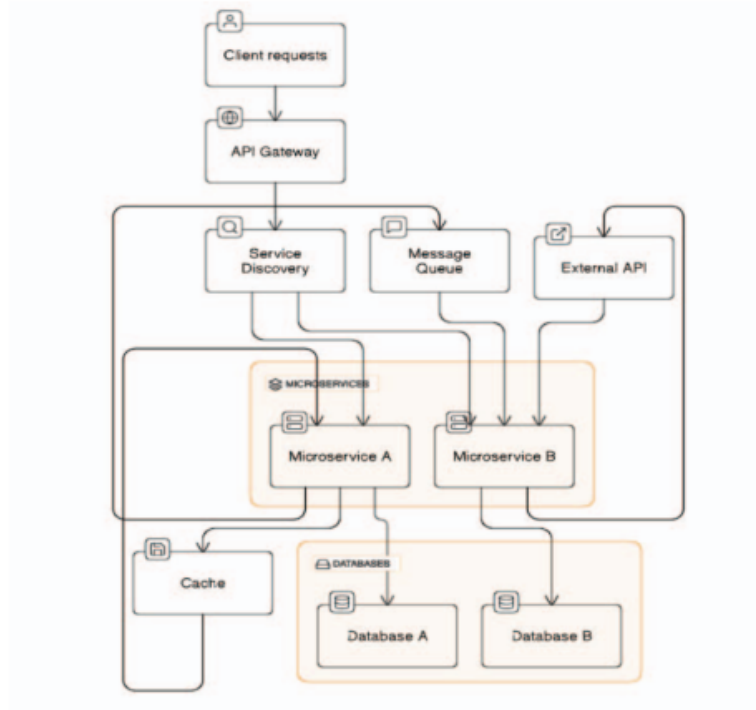 Client requests
API Gateway
Service
Discovery
Message
Queue
External API
MICROSERVICES
Microservice A
Microservice B
Cache
DATABASES
Database A
Database B